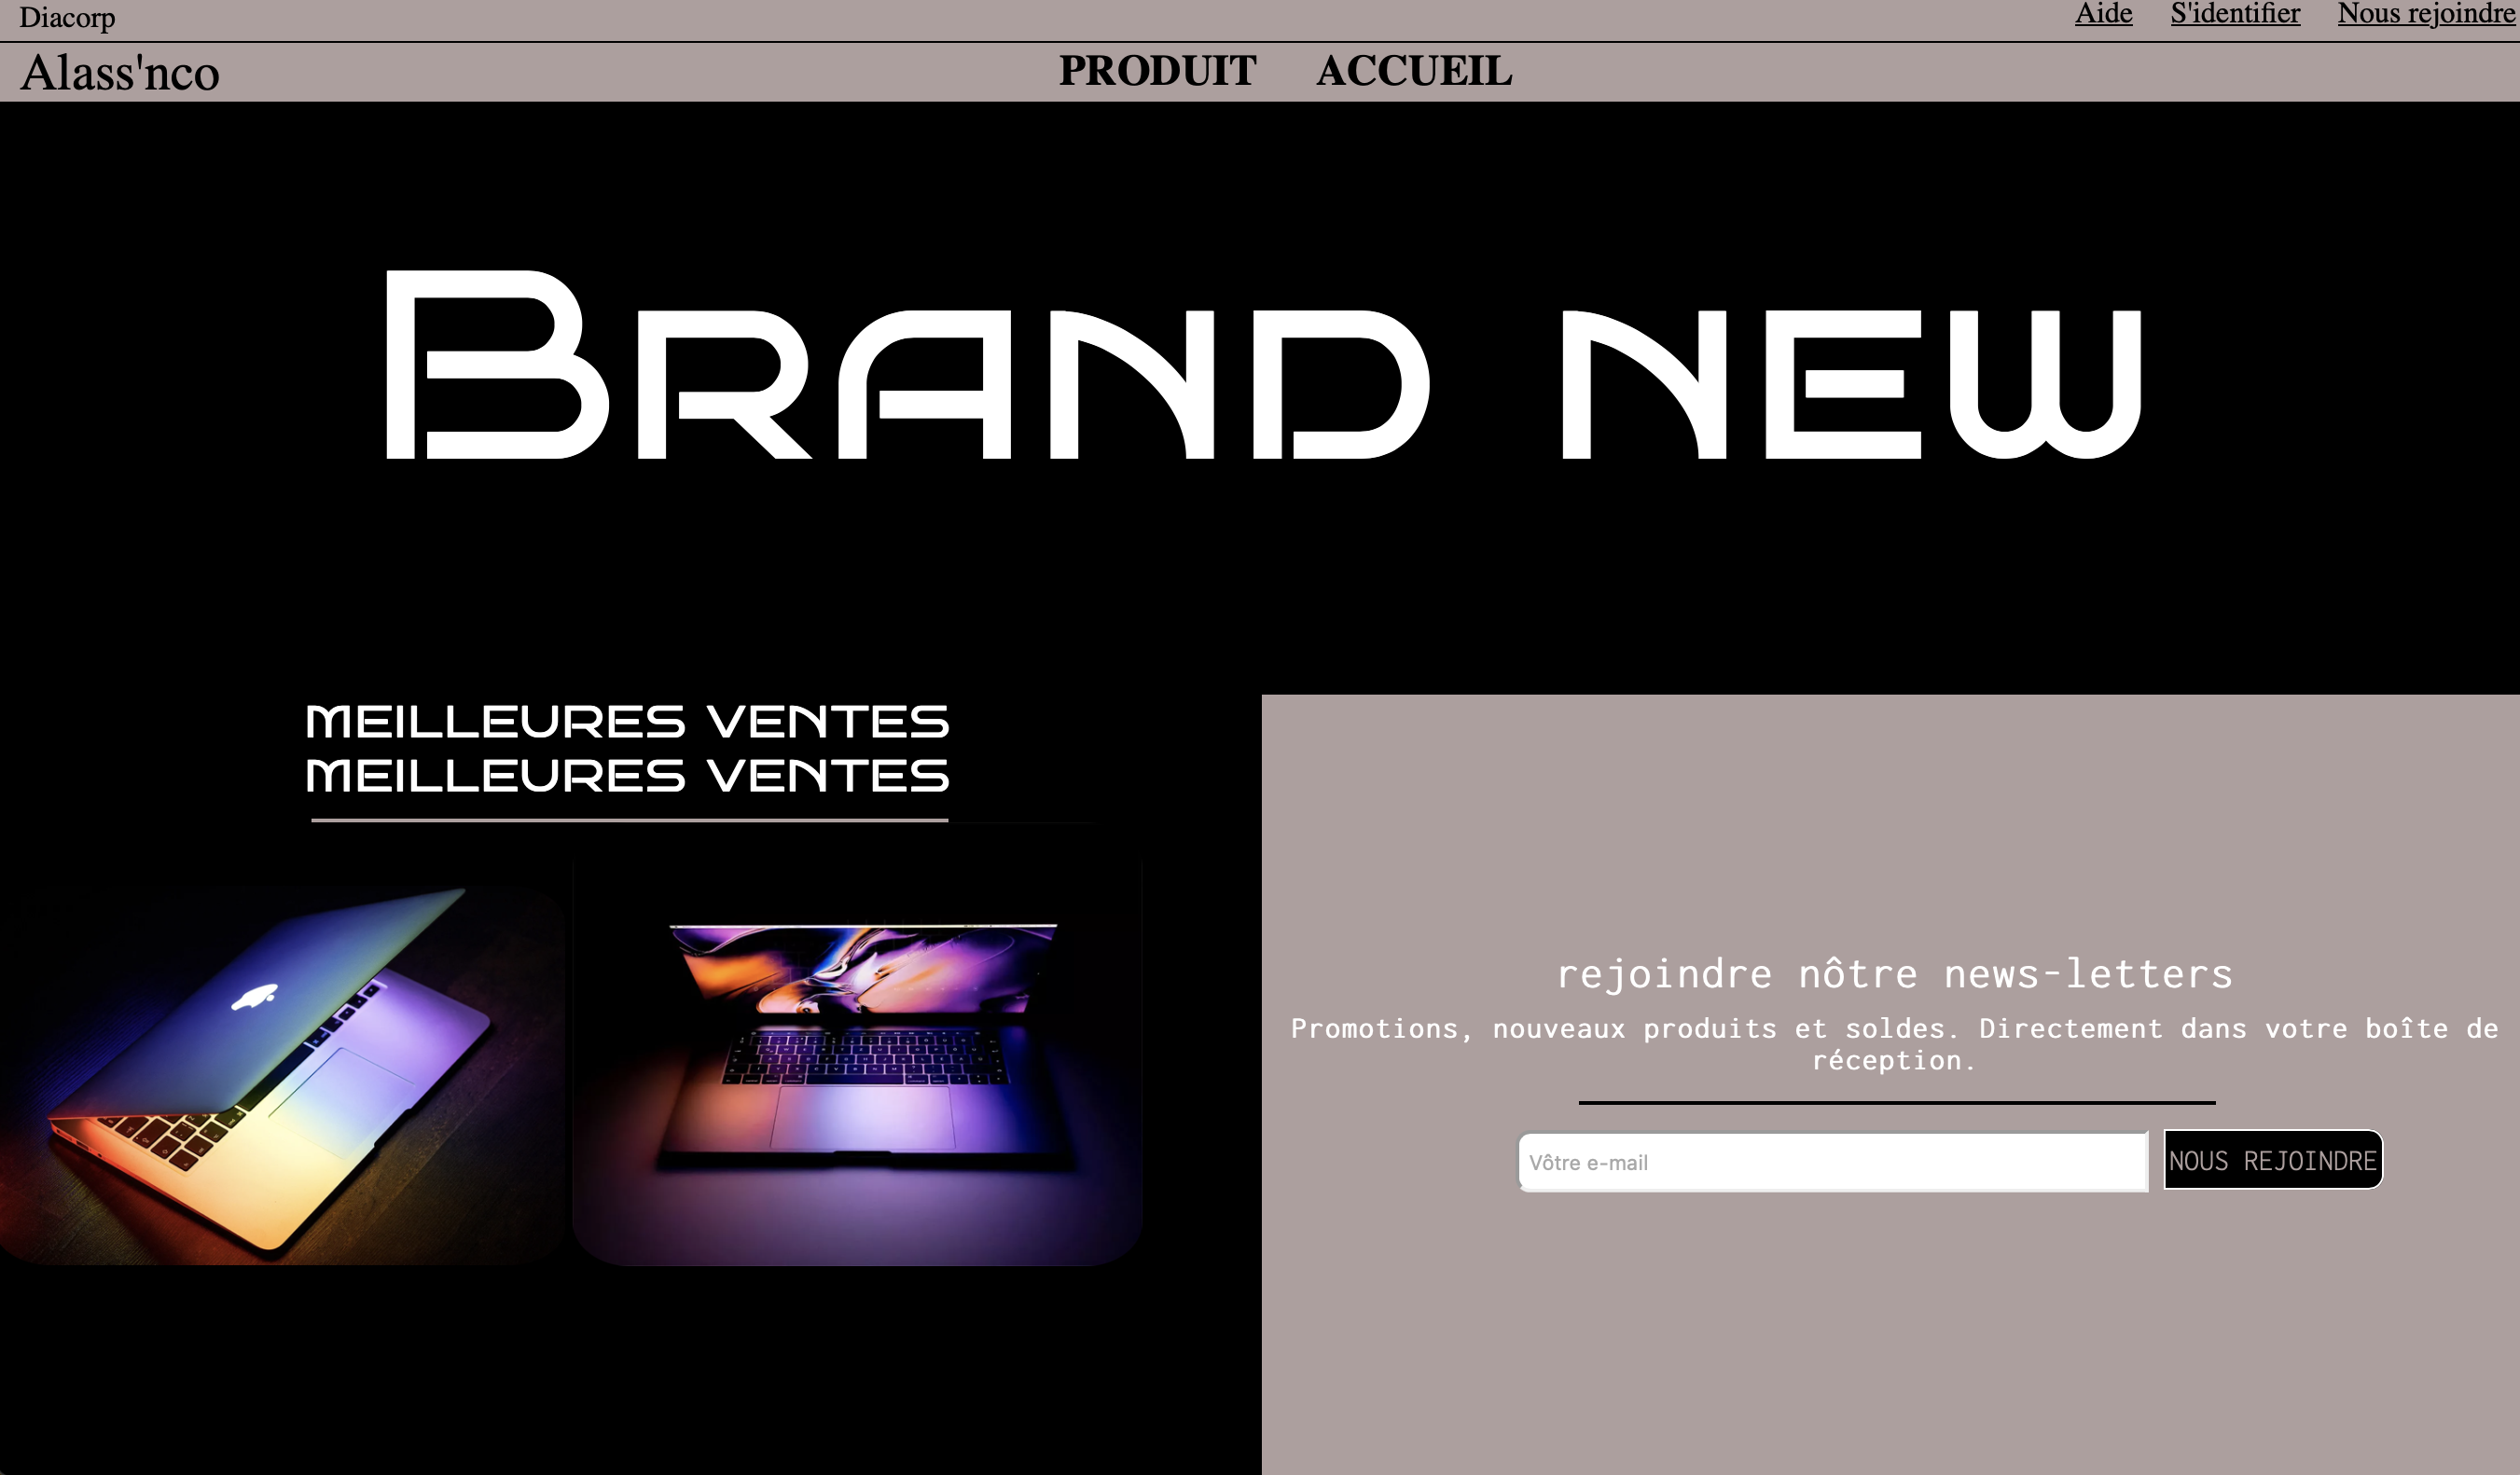 Diacorp Aide S'identifier Nous rejoindre
Alass'nco PRODUIT ACCUEIL
BRAND NEW
MEILLEURES VENTES
MEILLEURES VENTES
rejoindre nôtre news-letters
Promotions, nouveaux produits et soldes. Directement dans votre boîte de
réception.
Vôtre e-mail NOUS REJOINDRE